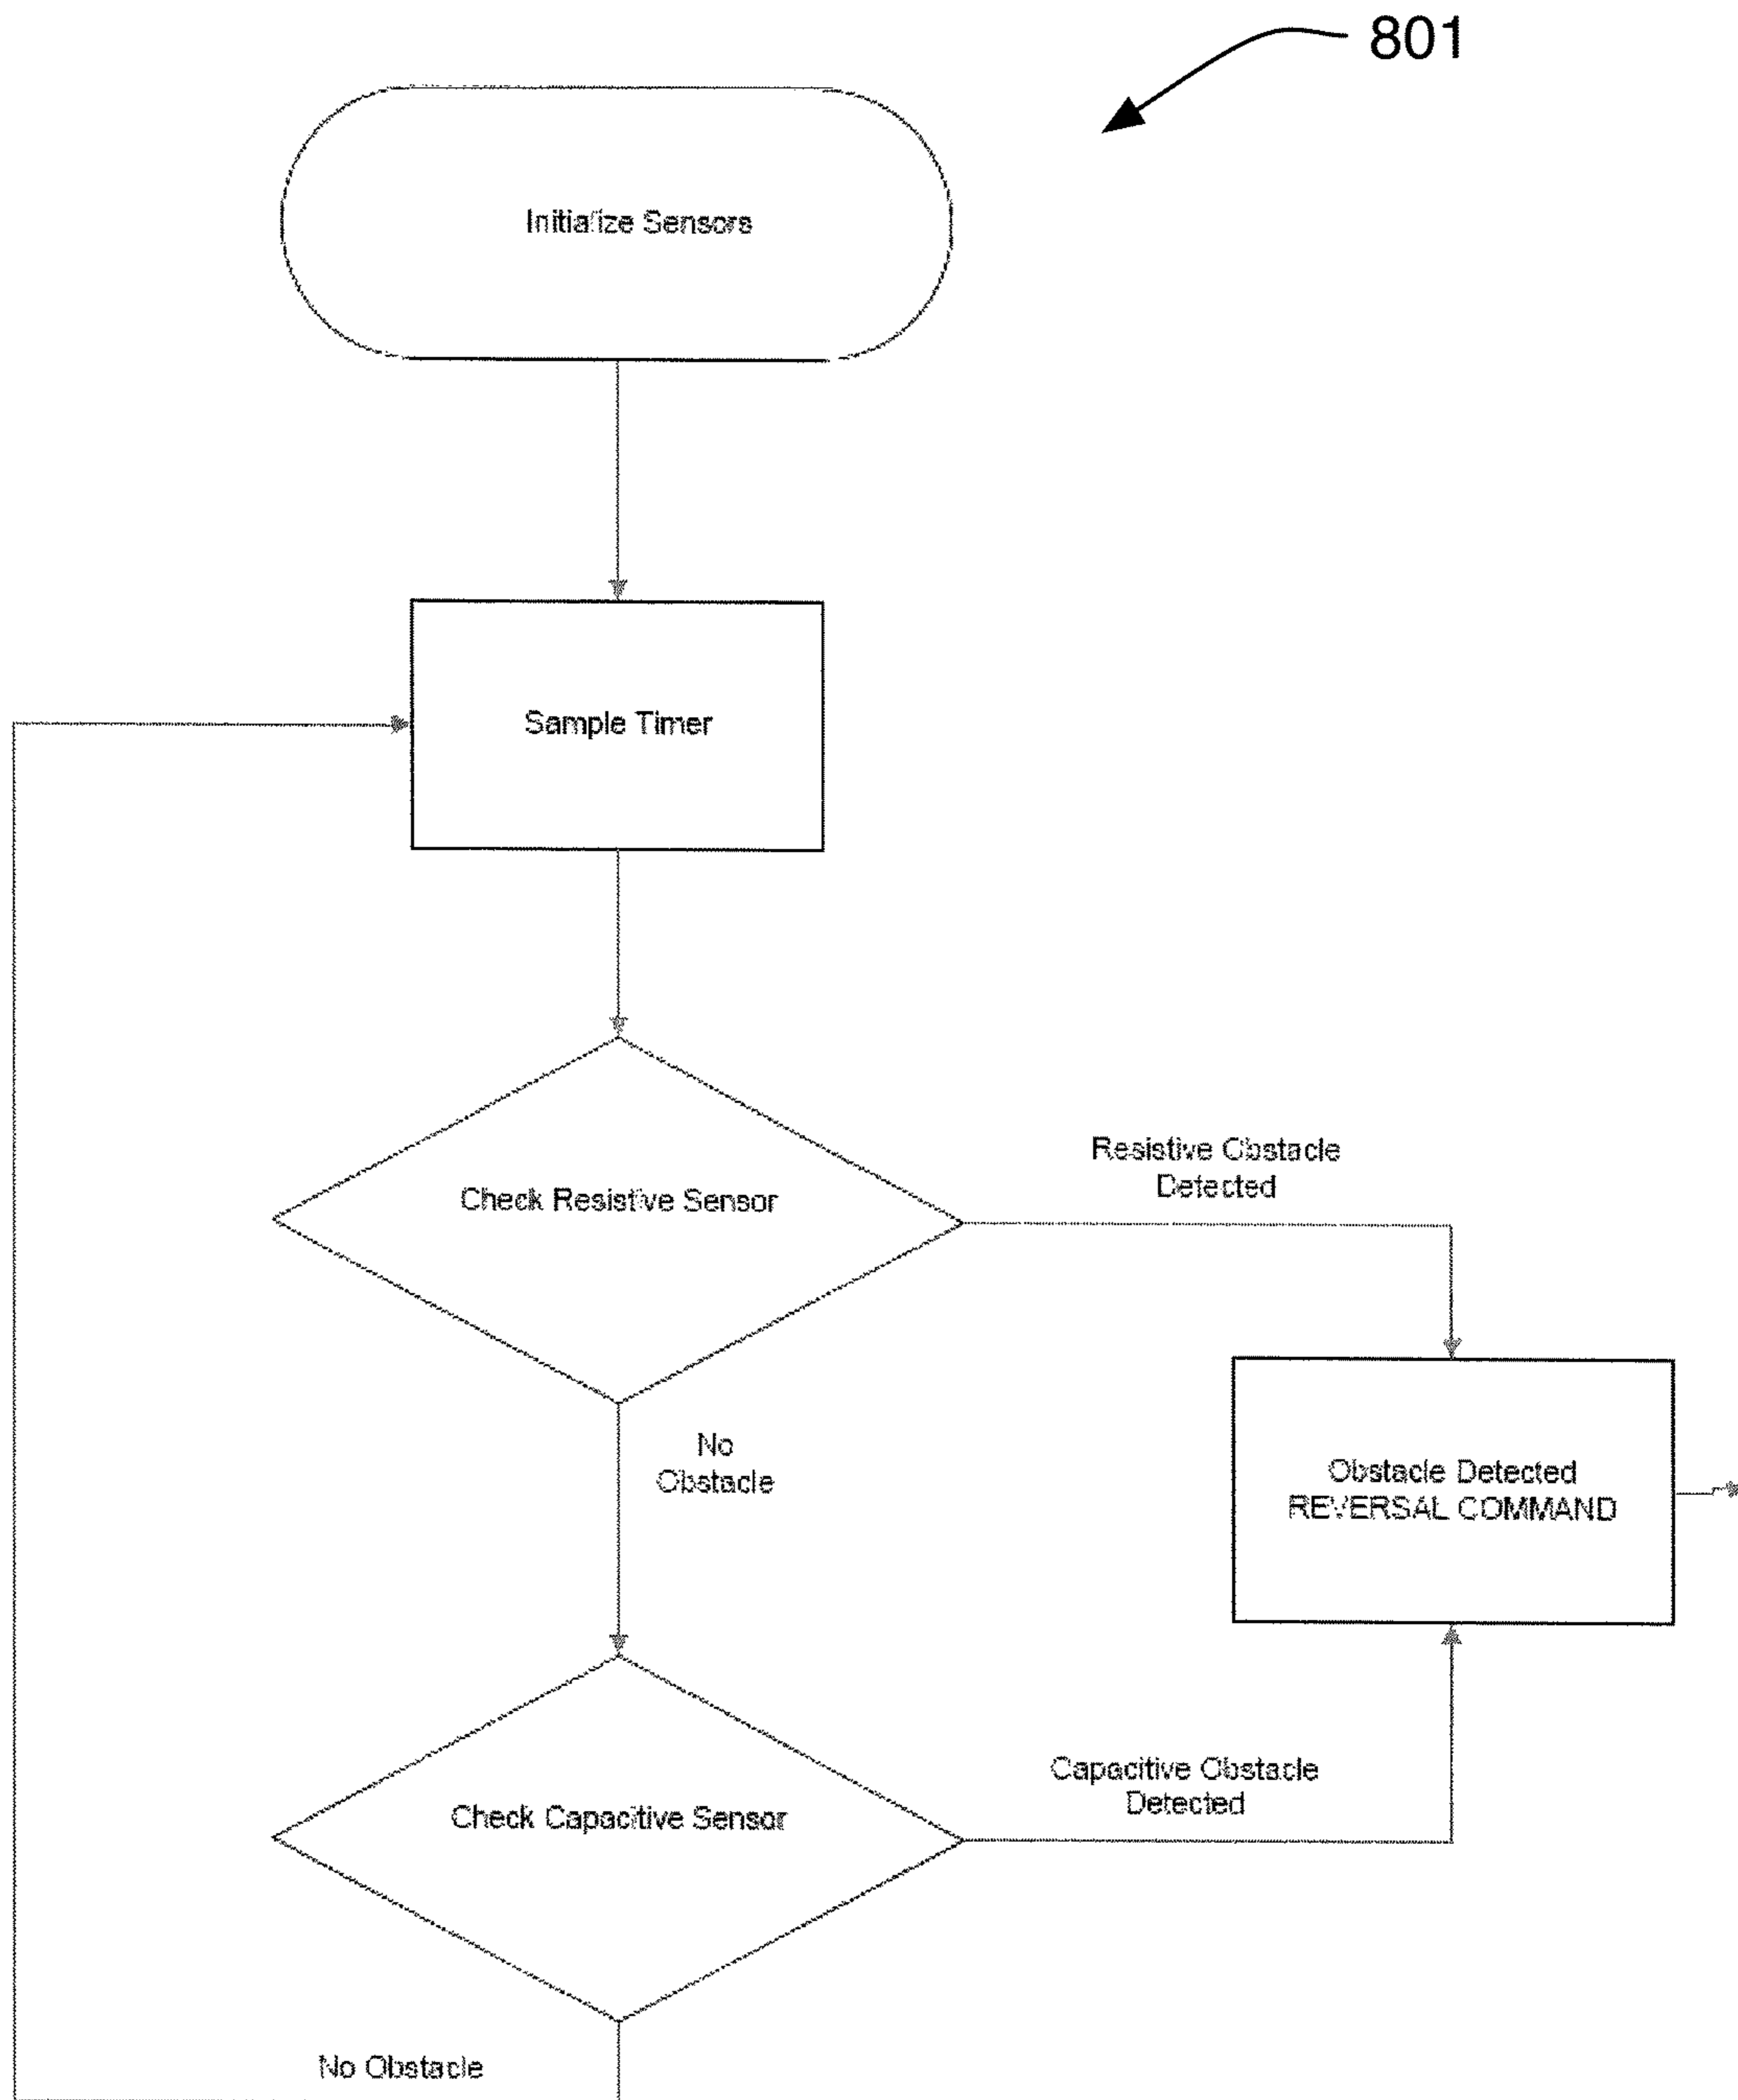 801
Initialize Sensors
Sample Timer
Check Resistive Sensor
Resistive Obstacle
Detected
No
Obstacle
Obstacle Detected
REVERSAL COMMAND
Check Capacitive Sensor
Capacitive Obstacle
Detected
No Obstacle